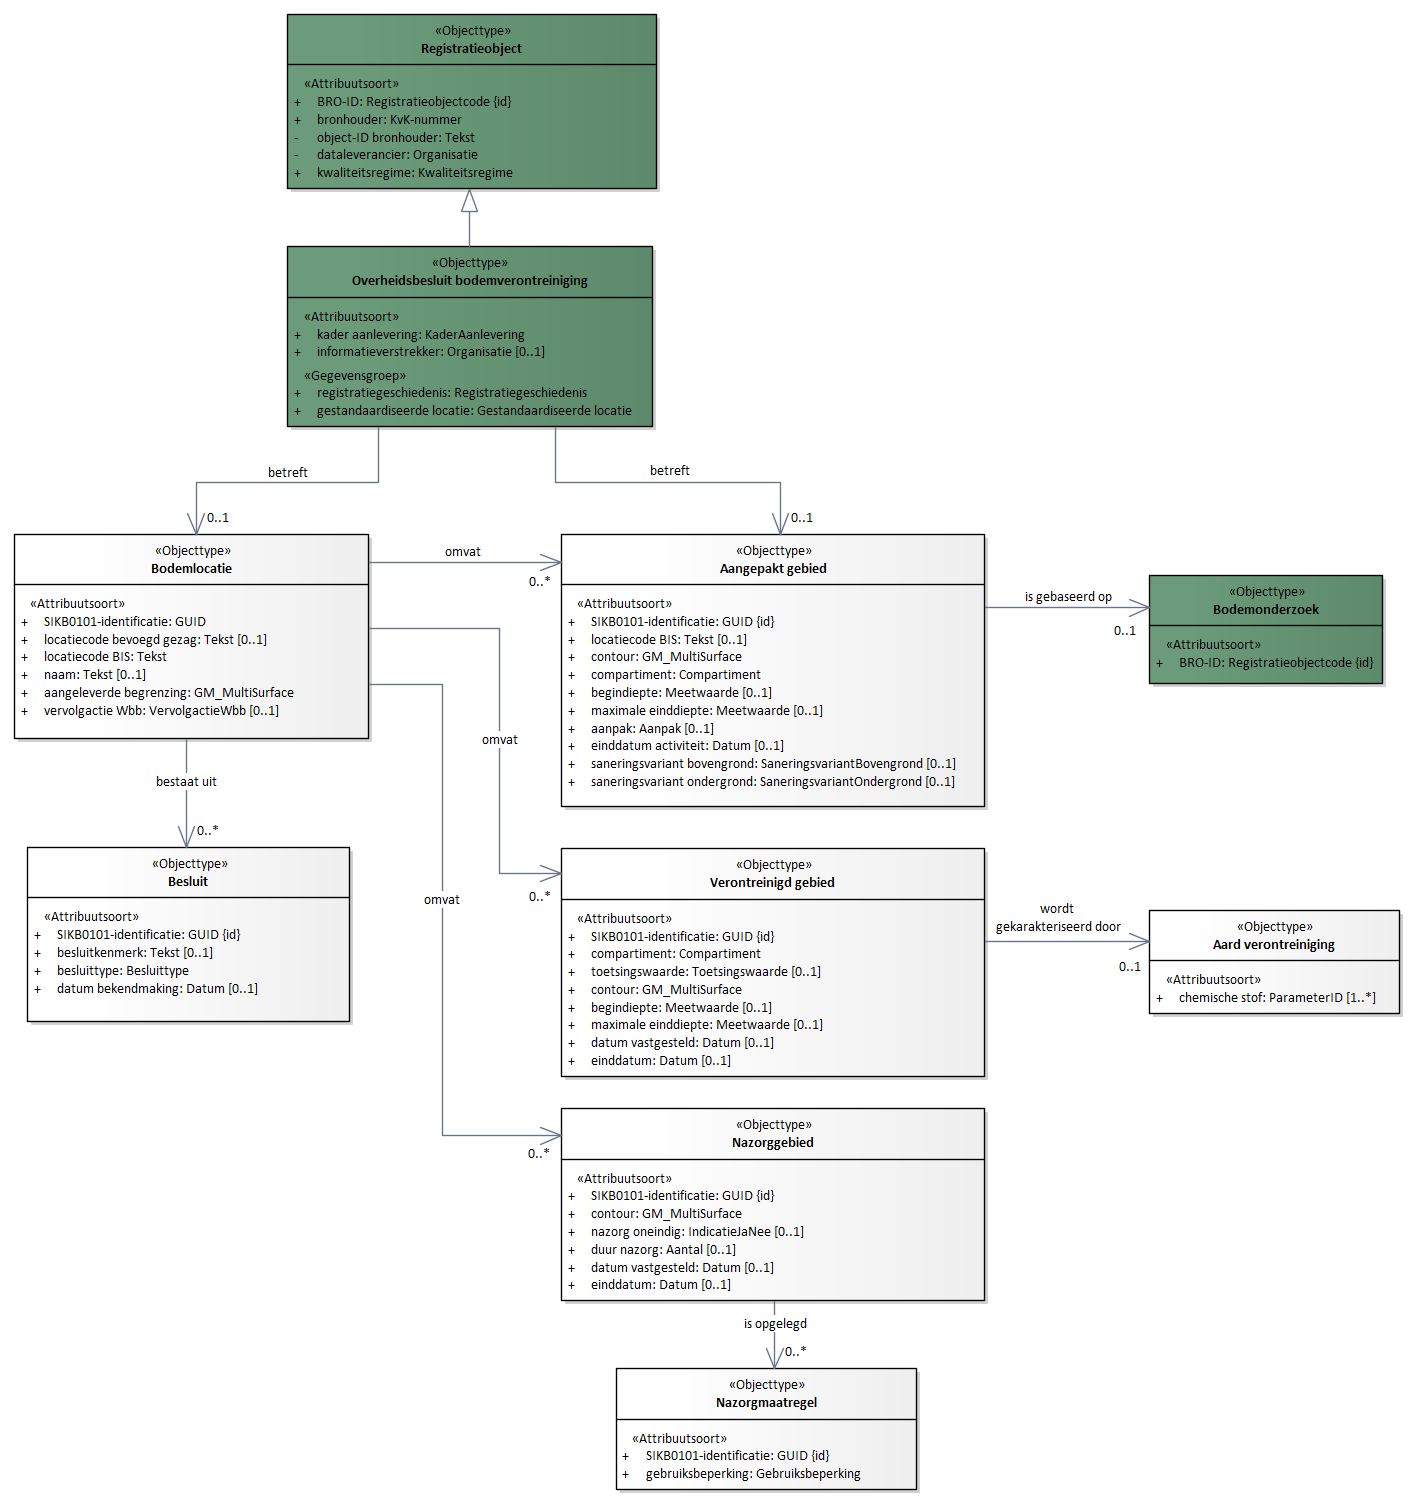 «Objecttype»
Registratieobject
«Attribuutsoort»
+ BRO-ID: Registratieobjectcode {id}
+ bronhouder: KvK-nummer
- object-ID bronhouder: Tekst
- dataleverancier: Organisatie
+ kwaliteitsregime: Kwaliteitsregime
«Objecttype»
Overheidsbesluit bodemverontreiniging
«Attribuutsoort»
+ kader aanlevering: KaderAanlevering
+ informatieverstrekker: Organisatie [0..1]
«Gegevensgroep»
+ registratiegeschiedenis: Registratiegeschiedenis
+ gestandaardiseerde locatie: Gestandaardiseerde locatie
betreft
0..1
betreft
0..1
«Objecttype»
Bodemlocatie
«Attribuutsoort»
+ SIKB0101-identificatie: GUID
+ locatiecode bevoegd gezag: Tekst [0..1]
+ locatiecode BIS: Tekst
+ naam: Tekst [0..1]
+ aangeleverde begrenzing: GM_MultiSurface
+ vervolgactie Wbb: VervolgactieWbb [0..1]
omvat
0..*
«Objecttype»
Aangepakt gebied
«Attribuutsoort»
+ SIKB0101-identificatie: GUID {id}
+ locatiecode BIS: Tekst [0..1]
+ contour: GM_MultiSurface
+ compartiment: Compartiment
+ begindiepte: Meetwaarde [0..1]
+ maximale einddiepte: Meetwaarde [0..1]
+ aanpak: Aanpak [0..1]
+ einddatum activiteit: Datum [0..1]
+ saneringsvariant bovengrond: SaneringsvariantBovengrond [0..1]
+ saneringsvariant ondergrond: SaneringsvariantOndergrond [0..1]
is gebaseerd op
0..1
«Objecttype»
Bodemonderzoek
«Attribuutsoort»
+ BRO-ID: Registratieobjectcode {id}
bestaat uit
0..*
«Objecttype»
Besluit
«Attribuutsoort»
+ SIKB0101-identificatie: GUID {id}
+ besluitkenmerk: Tekst [0..1]
+ besluittype: Besluittype
+ datum bekendmaking: Datum [0..1]
omvat
0..*
«Objecttype»
Verontreinigd gebied
«Attribuutsoort»
+ SIKB0101-identificatie: GUID {id}
+ compartiment: Compartiment
+ toetsingswaarde: Toetsingswaarde [0..1]
+ contour: GM_MultiSurface
+ begindiepte: Meetwaarde [0..1]
+ maximale einddiepte: Meetwaarde [0..1]
+ datum vastgesteld: Datum [0..1]
+ einddatum: Datum [0..1]
wordt
gekarakteriseerd door
0..1
«Objecttype»
Aard verontreiniging
«Attribuutsoort»
+ chemische stof: ParameterID [1..*]
omvat
0..*
«Objecttype»
Nazorggebied
«Attribuutsoort»
+ SIKB0101-identificatie: GUID {id}
+ contour: GM_MultiSurface
+ nazorg oneindig: IndicatieJaNee [0..1]
+ duur nazorg: Aantal [0..1]
+ datum vastgesteld: Datum [0..1]
+ einddatum: Datum [0..1]
is opgelegd
0..*
«Objecttype»
Nazorgmaatregel
«Attribuutsoort»
+ SIKB0101-identificatie: GUID {id}
+ gebruiksbeperking: Gebruiksbeperking